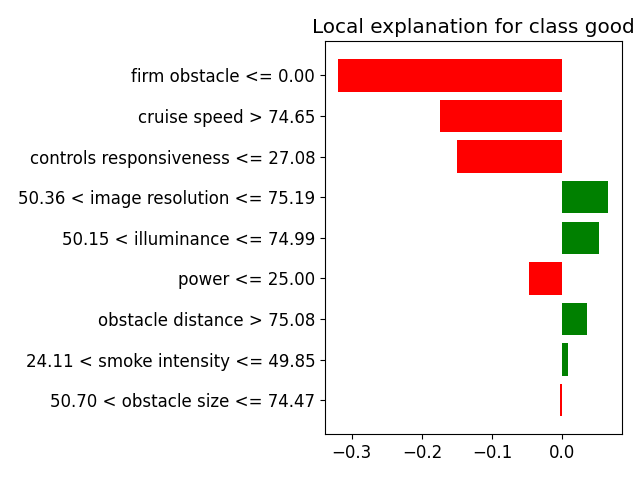 Local explanation for class good
firm obstacle <= 0.00
cruise speed > 74.65
controls responsiveness <= 27.08
50.36 < image resolution <= 75.19
50.15 < illuminance <= 74.99
power <= 25.00
obstacle distance > 75.08
24.11 < smoke intensity <= 49.85
50.70 < obstacle size <= 74.47
−0.3 −0.2 −0.1 0.0